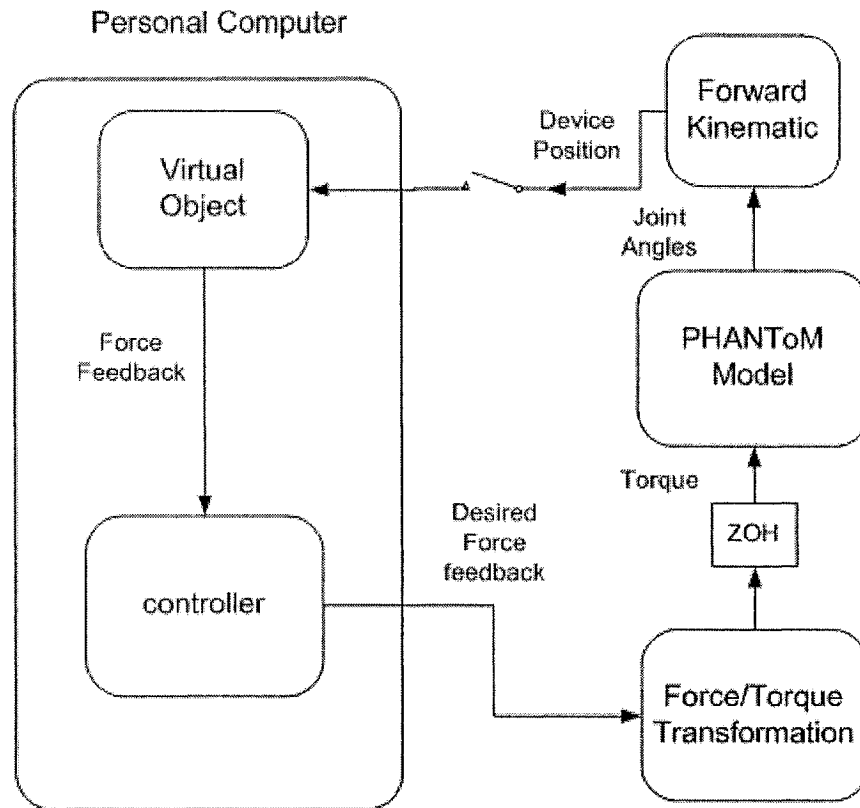 Personal Computer
Virtual
Object
Force
Feedback
controller
Device
Position
Forward
Kinematic
Joint
Angles
PHANToM
Model
Torque
ZOH
Desired
Force
feedback
Force/Torque
Transformation